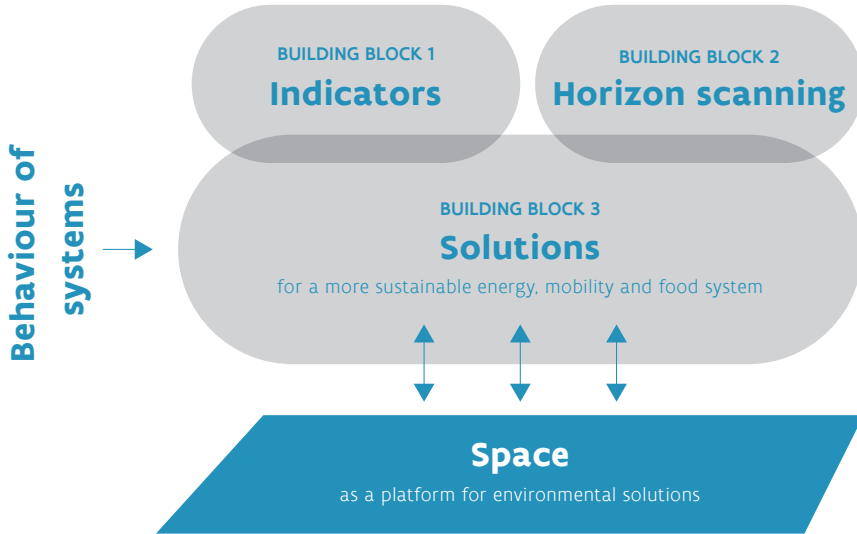 BUILDING BLOCK 1
Indicators
BUILDING BLOCK 2
Horizon scanning
Behaviour of
systems
BUILDING BLOCK 3
Solutions
for a more sustainable energy, mobility and food system
Space
as a platform for environmental solutions